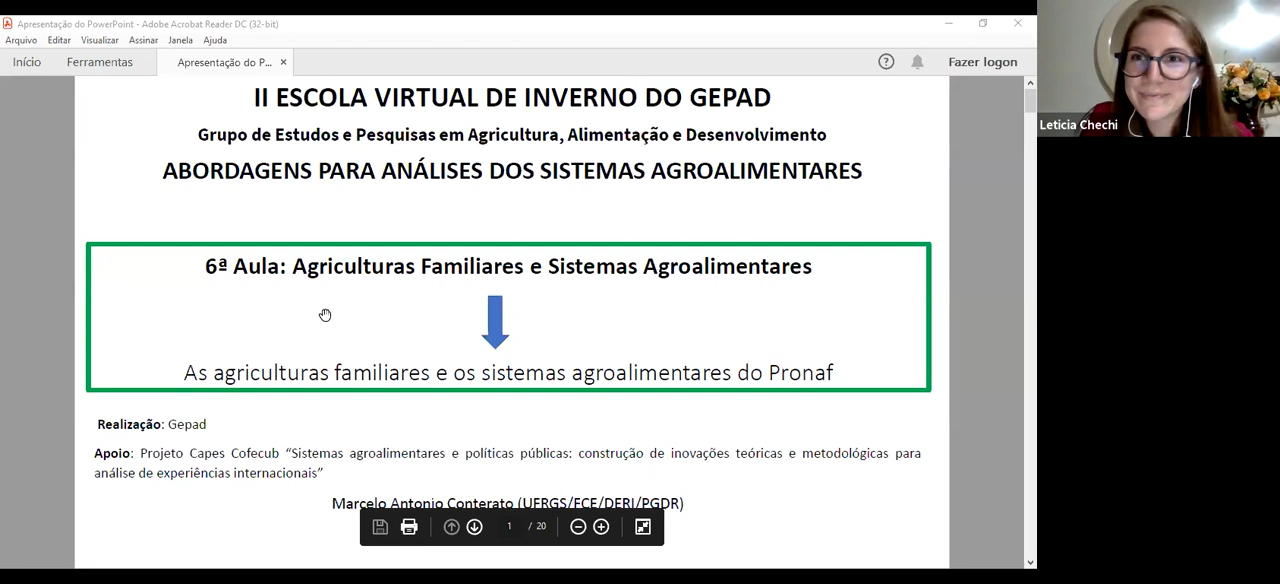 Apresentação do PowerPoint - Adobe Acrobat Reader DC (32-bit)
Arquivo Editar Visualizar Assinar Janela Ajuda
Início Ferramentas Apresentação do P... × Fazer logon
II ESCOLA VIRTUAL DE INVERNO DO GEPAD
Grupo de Estudos e Pesquisas em Agricultura, Alimentação e Desenvolvimento
ABORDAGENS PARA ANÁLISES DOS SISTEMAS AGROALIMENTARES
6ª Aula: Agriculturas Familiares e Sistemas Agroalimentares
As agriculturas familiares e os sistemas agroalimentares do Pronaf
Realização: Gepad
Apoio: Projeto Capes Cofecub “Sistemas agroalimentares e políticas públicas: construção de inovações teóricas e metodológicas para
análise de experiências internacionais”
Marcelo Antonio Conterato (UFRGS/FCE/DERI/PGDR)
1 / 20
Leticia Chechi